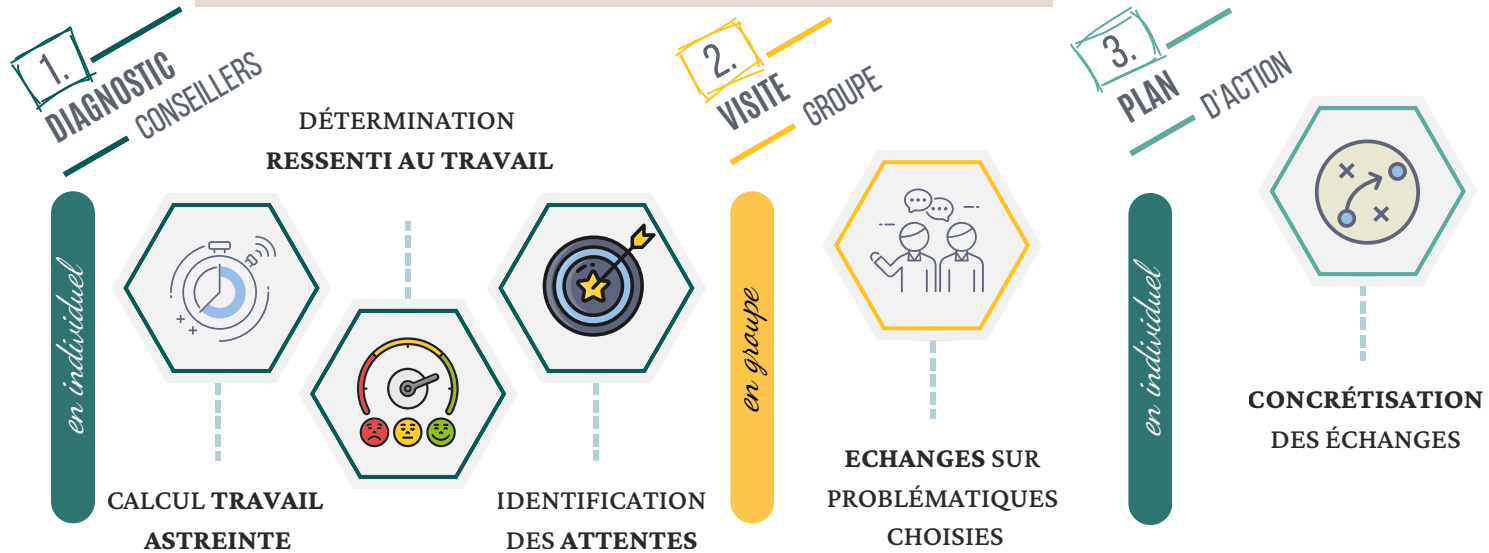 1.
DIAGNOSTIC
CONSEILLERS
en individuel
DÉTERMINATION
RESSENTI AU TRAVAIL
CALCUL TRAVAIL
ASTREINTE
IDENTIFICATION
DES ATTENTES
2.
VISITE
GROUPE
en groupe
ECHANGES SUR
PROBLÉMATIQUES
CHOISIES
3.
PLAN
D'ACTION
en individuel
CONCRÉTISATION
DES ÉCHANGES